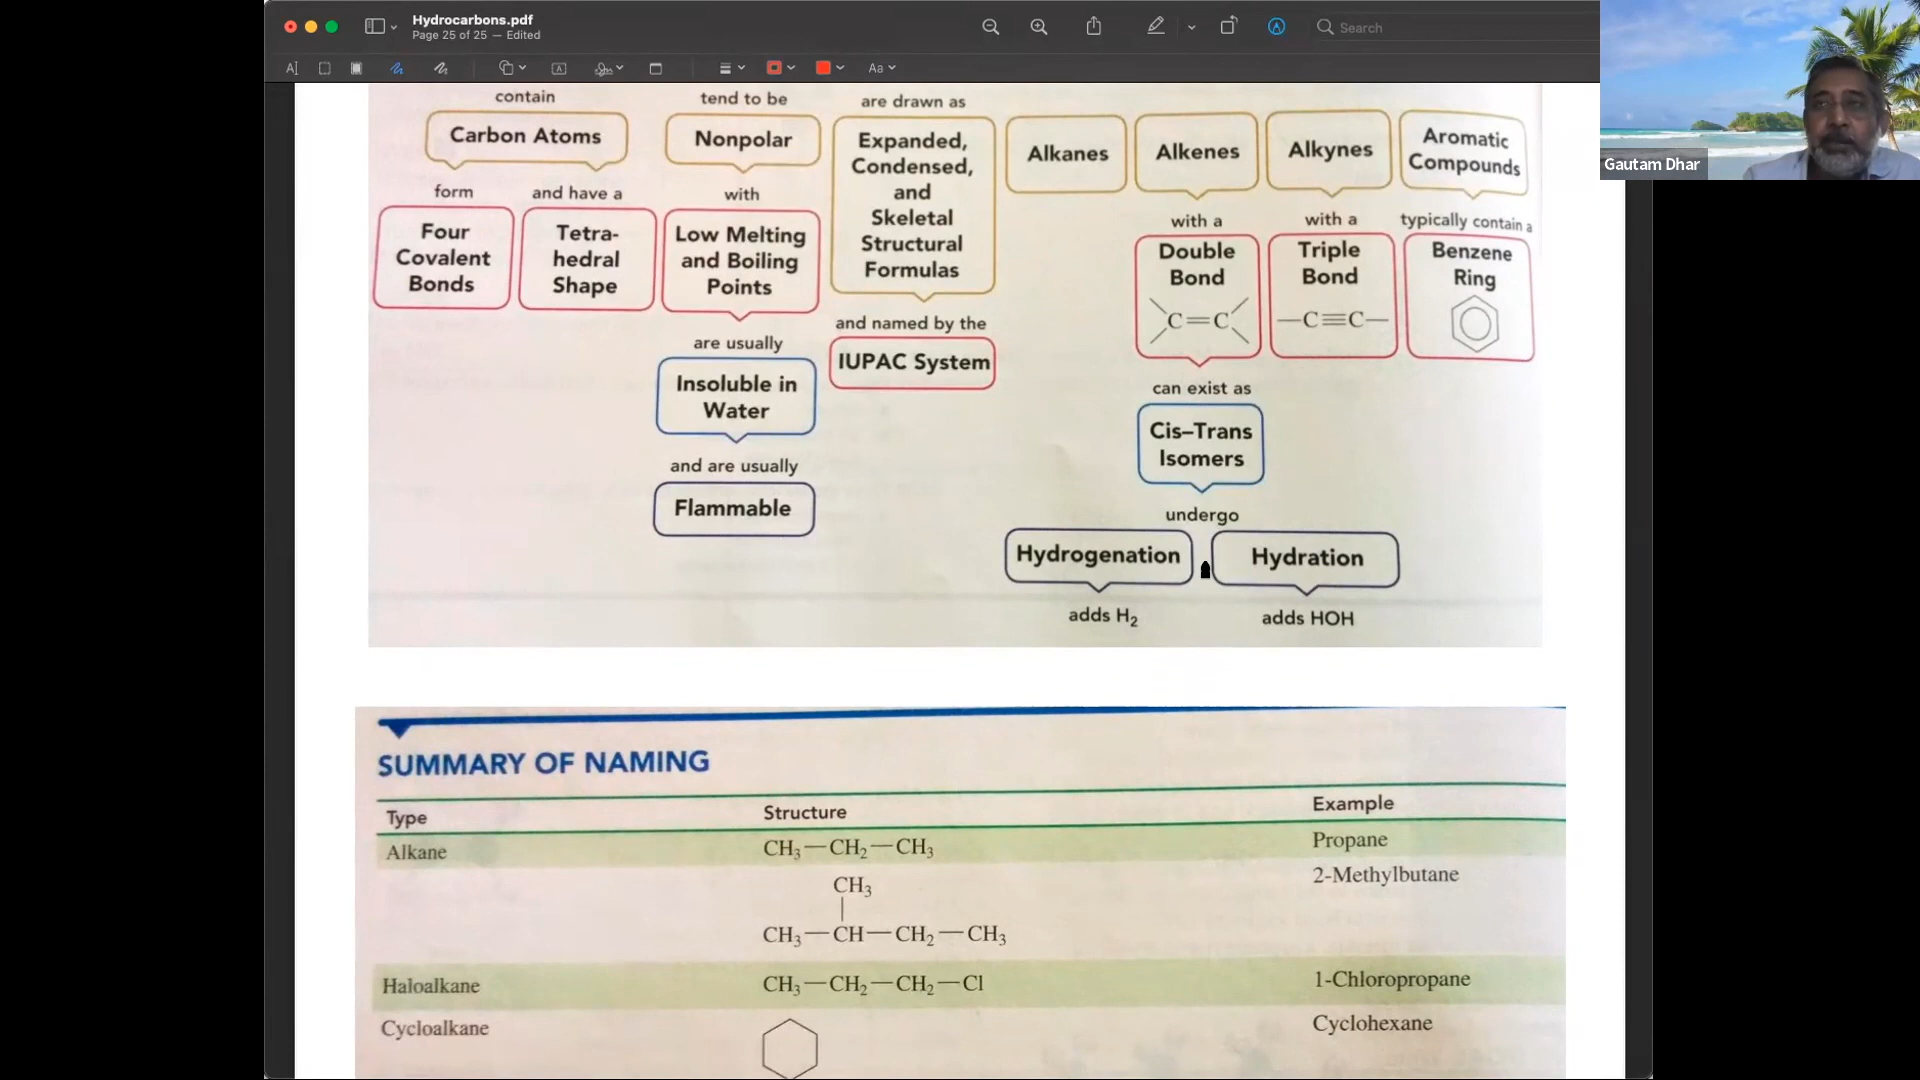 Hydrocarbons.pdf
Page 25 of 25 — Edited
Search
Aa
Gautam Dhar
contain
tend to be
are drawn as
Carbon Atoms
Nonpolar
Expanded,
Condensed,
and
Skeletal
Structural
Formulas
Alkanes
Alkenes
Alkynes
Aromatic
Compounds
form
and have a
with
with a
with a
typically contain a
Four
Covalent
Bonds
Tetra-
hedral
Shape
Low Melting
and Boiling
Points
Double
Bond
C=C
Triple
Bond
—C≡C—
Benzene
Ring
are usually
and named by the
IUPAC System
Insoluble in
Water
can exist as
Cis–Trans
Isomers
and are usually
Flammable
undergo
Hydrogenation
Hydration
adds H₂
adds HOH
SUMMARY OF NAMING
Type Structure Example
Alkane CH₃—CH₂—CH₃ Propane
2-Methylbutane
CH₃
|
CH₃—CH—CH₂—CH₃
Haloalkane CH₃—CH₂—CH₂—Cl 1-Chloropropane
Cycloalkane Cyclohexane